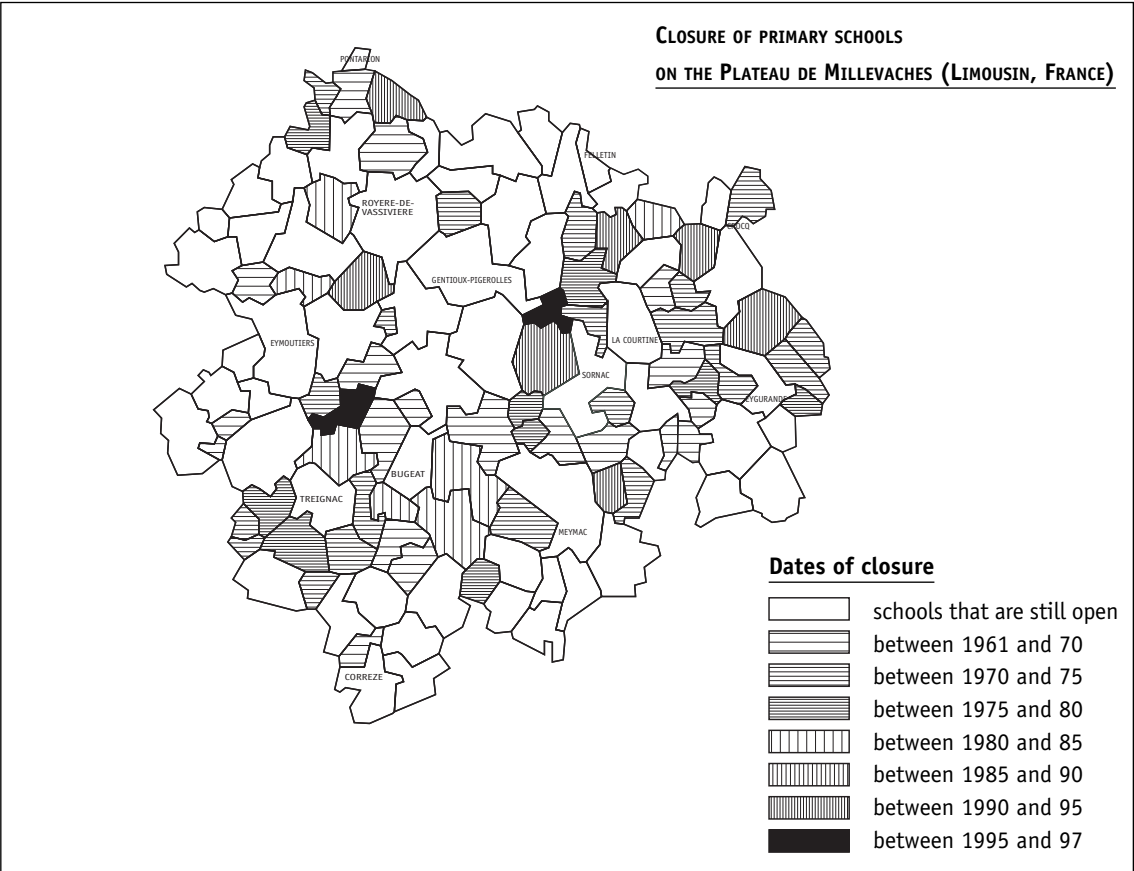 CLOSURE OF PRIMARY SCHOOLS
ON THE PLATEAU DE MILLEVACHES (LIMOUSIN, FRANCE)
PONTARION
FELLETIN
ROYERE-DE-
VASSIVIERE
CROCQ
GENTIOUX-PIGEROLLES
EYMOUTIERS
LA COURTINE
SORNAC
EYGURANDE
BUGEAT
TREIGNAC
MEYMAC
CORREZE
Dates of closure
schools that are still open
between 1961 and 70
between 1970 and 75
between 1975 and 80
between 1980 and 85
between 1985 and 90
between 1990 and 95
between 1995 and 97